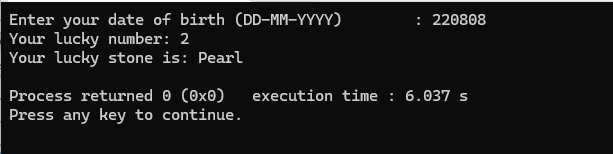 Enter your date of birth (DD-MM-YYYY)        : 220808
Your lucky number: 2
Your lucky stone is: Pearl
Process returned 0 (0x0)   execution time : 6.037 s
Press any key to continue.